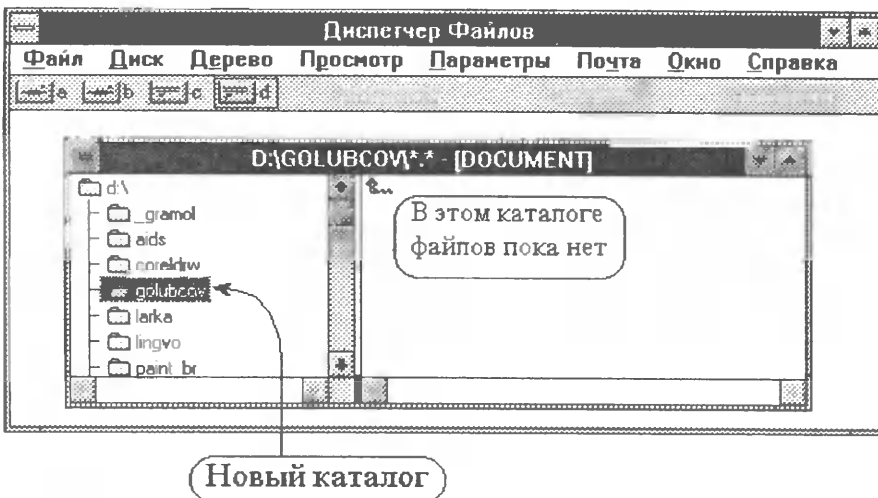 Диспетчер Файлов
Файл Диск Дерево Просмотр Параметры Почта Окно Справка
a b c d
D:\GOLUBCOV\*.* - [DOCUMENT]
d:\
_gramol
aids
coreldrw
golubcov
larka
lingvo
paint_br
В этом каталоге
файлов пока нет
Новый каталог